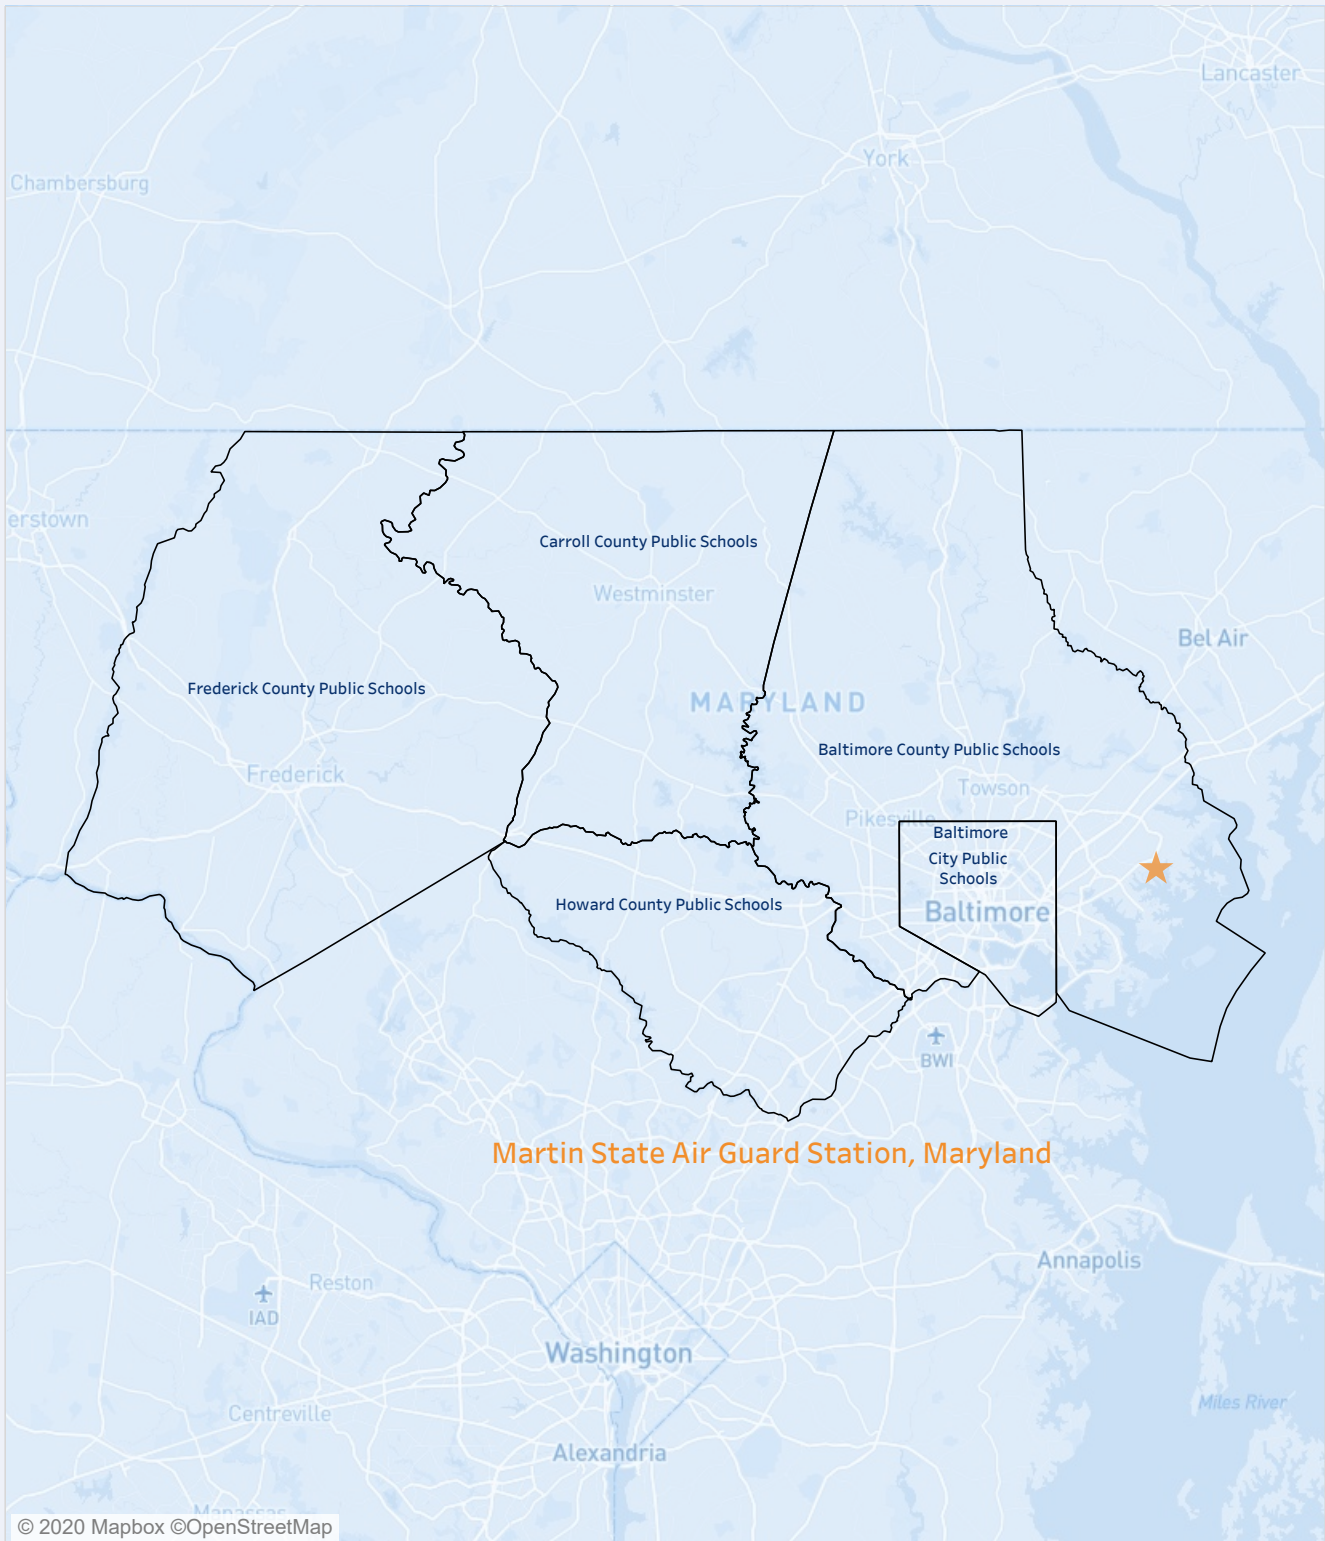 Lancaster
York
Chambersburg
erstown
Carroll County Public Schools
Westminster
Bel Air
Frederick County Public Schools
MARYLAND
Baltimore County Public Schools
Frederick
Towson
Pikesville
Baltimore
City Public
Schools
Howard County Public Schools
Baltimore
BWI
Martin State Air Guard Station, Maryland
Annapolis
Reston
IAD
Washington
Miles River
Centreville
Alexandria
Manassas
© 2020 Mapbox ©OpenStreetMap